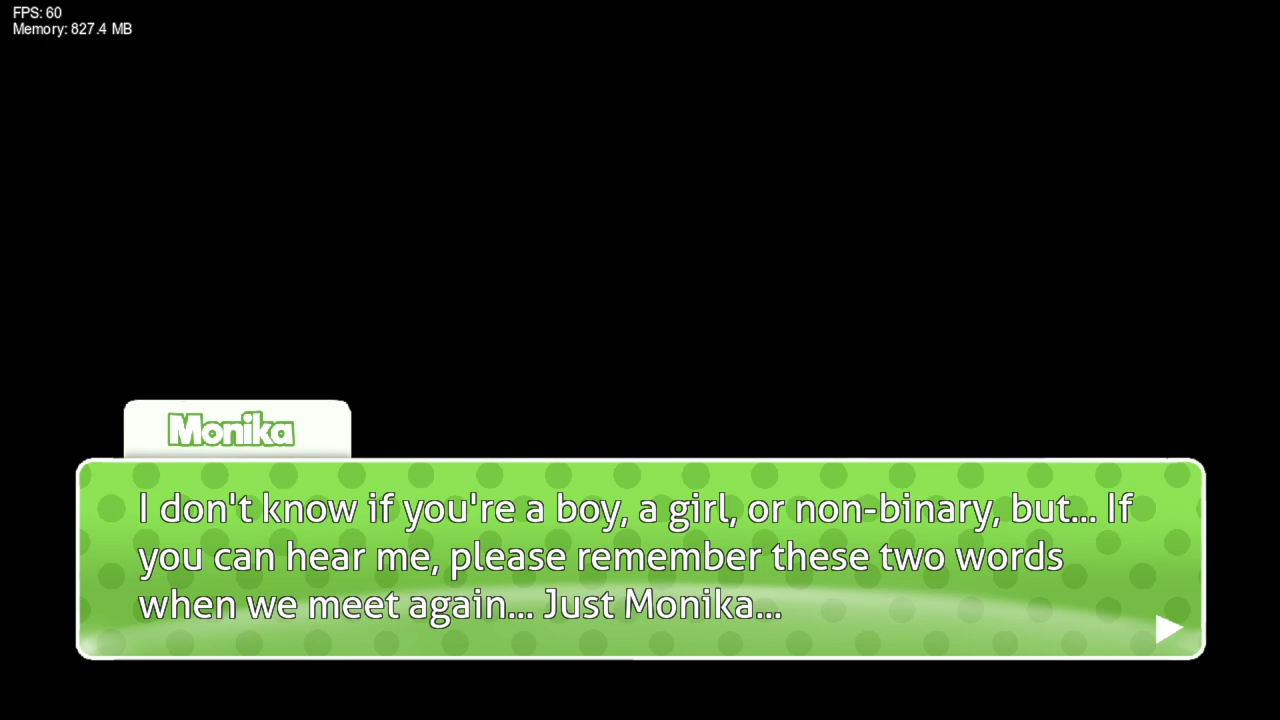 FPS: 60
Memory: 827.4 MB
Monika
I don't know if you're a boy, a girl, or non-binary, but... If
you can hear me, please remember these two words
when we meet again... Just Monika...